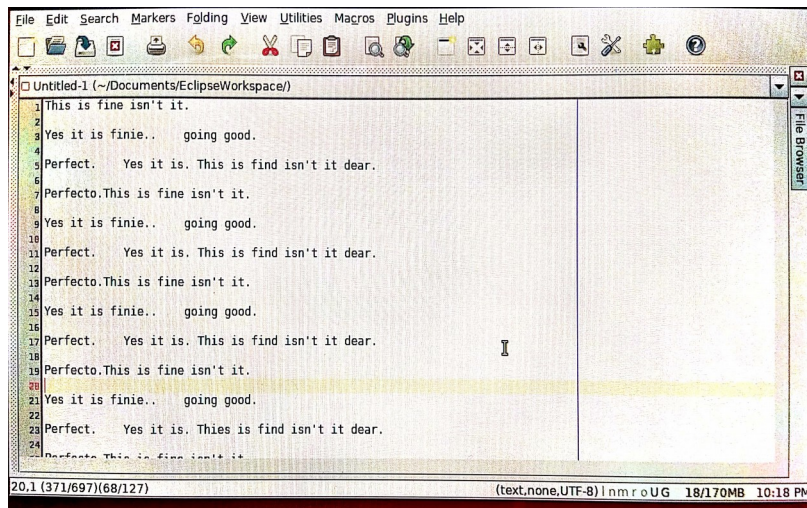 File Edit Search Markers Folding View Utilities Macros Plugins Help
Untitled-1 (~/Documents/EclipseWorkspace/)
File Browser
1 This is fine isn't it.
2
3 Yes it is finie..    going good.
4
5 Perfect.    Yes it is. This is find isn't it dear.
6
7 Perfecto.This is fine isn't it.
8
9 Yes it is finie..    going good.
10
11 Perfect.    Yes it is. This is find isn't it dear.
12
13 Perfecto.This is fine isn't it.
14
15 Yes it is finie..    going good.
16
17 Perfect.    Yes it is. This is find isn't it dear.
18
19 Perfecto.This is fine isn't it.
20
21 Yes it is finie..    going good.
22
23 Perfect.    Yes it is. Thies is find isn't it dear.
24
Perfecto This is fine isn't it
20,1 (371/697)(68/127)
(text,none,UTF-8) l n m r o U G 18/170MB 10:18 PM